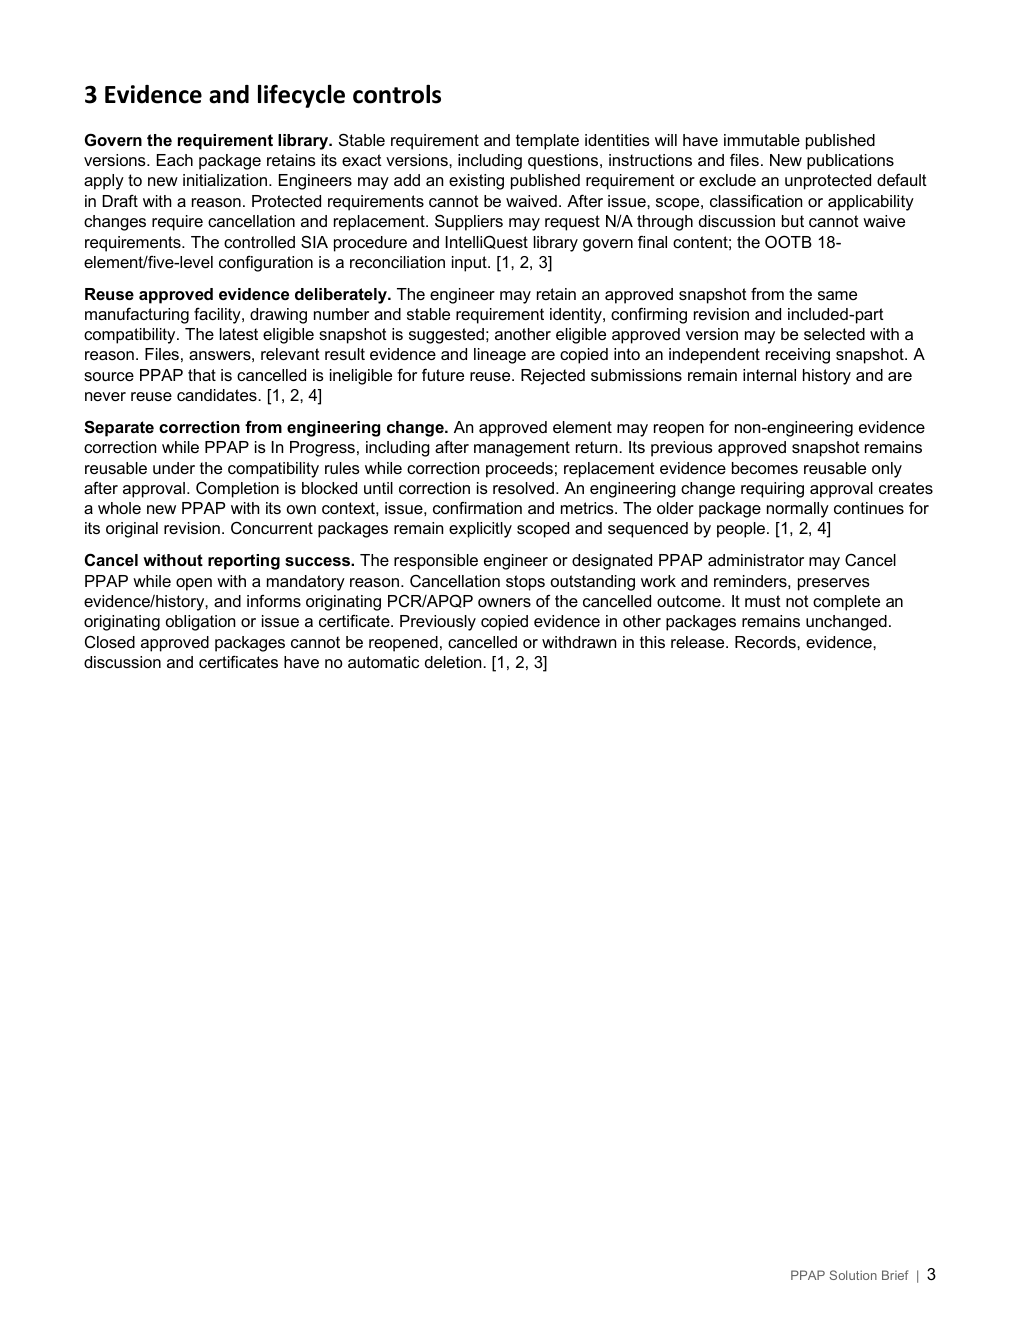 3 Evidence and lifecycle controls
Govern the requirement library. Stable requirement and template identities will have immutable published
versions. Each package retains its exact versions, including questions, instructions and files. New publications
apply to new initialization. Engineers may add an existing published requirement or exclude an unprotected default
in Draft with a reason. Protected requirements cannot be waived. After issue, scope, classification or applicability
changes require cancellation and replacement. Suppliers may request N/A through discussion but cannot waive
requirements. The controlled SIA procedure and IntelliQuest library govern final content; the OOTB 18-
element/five-level configuration is a reconciliation input. [1, 2, 3]
Reuse approved evidence deliberately. The engineer may retain an approved snapshot from the same
manufacturing facility, drawing number and stable requirement identity, confirming revision and included-part
compatibility. The latest eligible snapshot is suggested; another eligible approved version may be selected with a
reason. Files, answers, relevant result evidence and lineage are copied into an independent receiving snapshot. A
source PPAP that is cancelled is ineligible for future reuse. Rejected submissions remain internal history and are
never reuse candidates. [1, 2, 4]
Separate correction from engineering change. An approved element may reopen for non-engineering evidence
correction while PPAP is In Progress, including after management return. Its previous approved snapshot remains
reusable under the compatibility rules while correction proceeds; replacement evidence becomes reusable only
after approval. Completion is blocked until correction is resolved. An engineering change requiring approval creates
a whole new PPAP with its own context, issue, confirmation and metrics. The older package normally continues for
its original revision. Concurrent packages remain explicitly scoped and sequenced by people. [1, 2, 4]
Cancel without reporting success. The responsible engineer or designated PPAP administrator may Cancel
PPAP while open with a mandatory reason. Cancellation stops outstanding work and reminders, preserves
evidence/history, and informs originating PCR/APQP owners of the cancelled outcome. It must not complete an
originating obligation or issue a certificate. Previously copied evidence in other packages remains unchanged.
Closed approved packages cannot be reopened, cancelled or withdrawn in this release. Records, evidence,
discussion and certificates have no automatic deletion. [1, 2, 3]
PPAP Solution Brief | 3